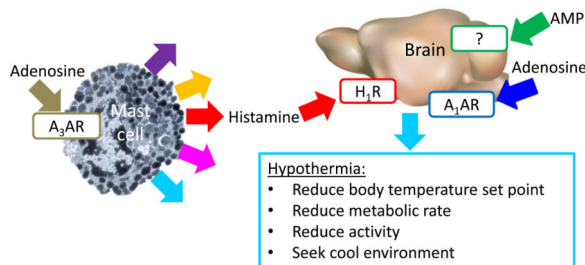 AMP
?
Brain
Adenosine
Adenosine
Mast
cell
A₃AR
Histamine
H₁R
A₁AR
Hypothermia:
• Reduce body temperature set point
• Reduce metabolic rate
• Reduce activity
• Seek cool environment